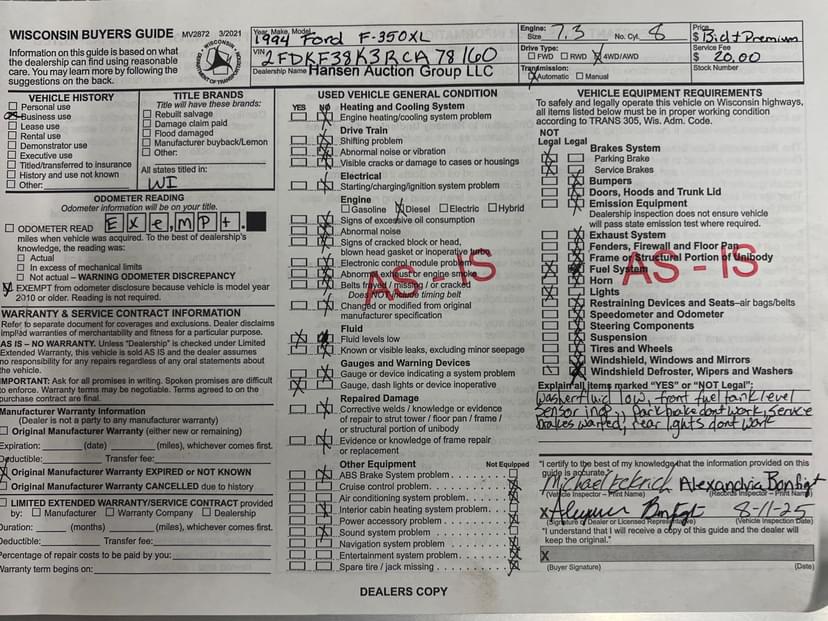 WISCONSIN BUYERS GUIDE MV2872 3/2021
Information on this guide is based on what
the dealership can find using reasonable
care. You may learn more by following the
suggestions on the back.
WISCONSIN
Year, Make, Model
1994 Ford F-350XL
VIN 2FDKF38K3RCA78160
Dealership Name Hansen Auction Group LLC
Engine: Size 7.3 No. Cyl. 8
Drive Type:
FWD RWD 4WD/AWD
Transmission:
Automatic Manual
Price
$ Bid + Premium
Service Fee
$ 20.00
Stock Number
VEHICLE HISTORY
Personal use
Business use
Lease use
Rental use
Demonstrator use
Executive use
Titled/transferred to insurance
History and use not known
Other:
TITLE BRANDS
Title will have these brands:
Rebuilt salvage
Damage claim paid
Flood damaged
Manufacturer buyback/Lemon
Other:
All states titled in:
WI
ODOMETER READING
Odometer information will be on your title.
ODOMETER READ Exempt.
miles when vehicle was acquired. To the best of dealership's
knowledge, the reading was:
Actual
In excess of mechanical limits
Not actual – WARNING ODOMETER DISCREPANCY
EXEMPT from odometer disclosure because vehicle is model year
2010 or older. Reading is not required.
WARRANTY & SERVICE CONTRACT INFORMATION
Refer to separate document for coverages and exclusions. Dealer disclaims
implied warranties of merchantability and fitness for a particular purpose.
AS IS – NO WARRANTY. Unless "Dealership" is checked under Limited
Extended Warranty, this vehicle is sold AS IS and the dealer assumes
no responsibility for any repairs regardless of any oral statements about
the vehicle.
IMPORTANT: Ask for all promises in writing. Spoken promises are difficult
to enforce. Warranty terms may be negotiable. Terms agreed to on the
purchase contract are final.
Manufacturer Warranty Information
(Dealer is not a party to any manufacturer warranty)
Original Manufacturer Warranty (either new or remaining)
Expiration: (date) (miles), whichever comes first.
Deductible: Transfer fee:
Original Manufacturer Warranty EXPIRED or NOT KNOWN
Original Manufacturer Warranty CANCELLED due to history
LIMITED EXTENDED WARRANTY/SERVICE CONTRACT provided
by: Manufacturer Warranty Company Dealership
Duration: (months) (miles), whichever comes first.
Deductible: Transfer fee:
Percentage of repair costs to be paid by you:
Warranty term begins on:
USED VEHICLE GENERAL CONDITION
YES NO
Heating and Cooling System
Engine heating/cooling system problem
Drive Train
Shifting problem
Abnormal noise or vibration
Visible cracks or damage to cases or housings
Electrical
Starting/charging/ignition system problem
Engine
Gasoline Diesel Electric Hybrid
Signs of excessive oil consumption
Abnormal noise
Signs of cracked block or head,
blown head gasket or inoperative turbo
Electronic control module problem
Abnormal exhaust or engine smoke
Belts frayed / missing / or cracked
Does not include timing belt
Changed or modified from original
manufacturer specification
AS - IS
Fluid
Fluid levels low
Known or visible leaks, excluding minor seepage
Gauges and Warning Devices
Gauge or device indicating a system problem
Gauge, dash lights or device inoperative
Repaired Damage
Corrective welds / knowledge or evidence
of repair to strut tower / floor pan / frame /
or structural portion of unibody
Evidence or knowledge of frame repair
or replacement
Other Equipment Not Equipped
ABS Brake System problem
Cruise control problem
Air conditioning system problem
Interior cabin heating system problem
Power accessory problem
Sound system problem
Navigation system problem
Entertainment system problem
Spare tire / jack missing
VEHICLE EQUIPMENT REQUIREMENTS
To safely and legally operate this vehicle on Wisconsin highways,
all items listed below must be in proper working condition
according to TRANS 305, Wis. Adm. Code.
NOT
Legal Legal
Brakes System
Parking Brake
Service Brakes
Bumpers
Doors, Hoods and Trunk Lid
Emission Equipment
Dealership inspection does not ensure vehicle
will pass state emission test where required.
Exhaust System
Fenders, Firewall and Floor Pan
Frame or Structural Portion of Unibody
Fuel System
Horn
Lights
AS - IS
Restraining Devices and Seats–air bags/belts
Speedometer and Odometer
Steering Components
Suspension
Tires and Wheels
Windshield, Windows and Mirrors
Windshield Defroster, Wipers and Washers
Explain all items marked "YES" or "NOT Legal":
washerfluid low, front fuel tank level
sensor inop, park brake dont work, service
brakes warted, rear lights dont work
"I certify to the best of my knowledge that the information provided on this
guide is accurate."
Michael Alexandria Bonfigt
(Vehicle Inspector – Print Name) (Records Inspector – Print Name)
X 8-11-25
(Signature of Dealer or Licensed Representative) (Vehicle Inspection Date)
"I understand that I will receive a copy of this guide and the dealer will
keep the original."
X
(Buyer Signature) (Date)
DEALERS COPY